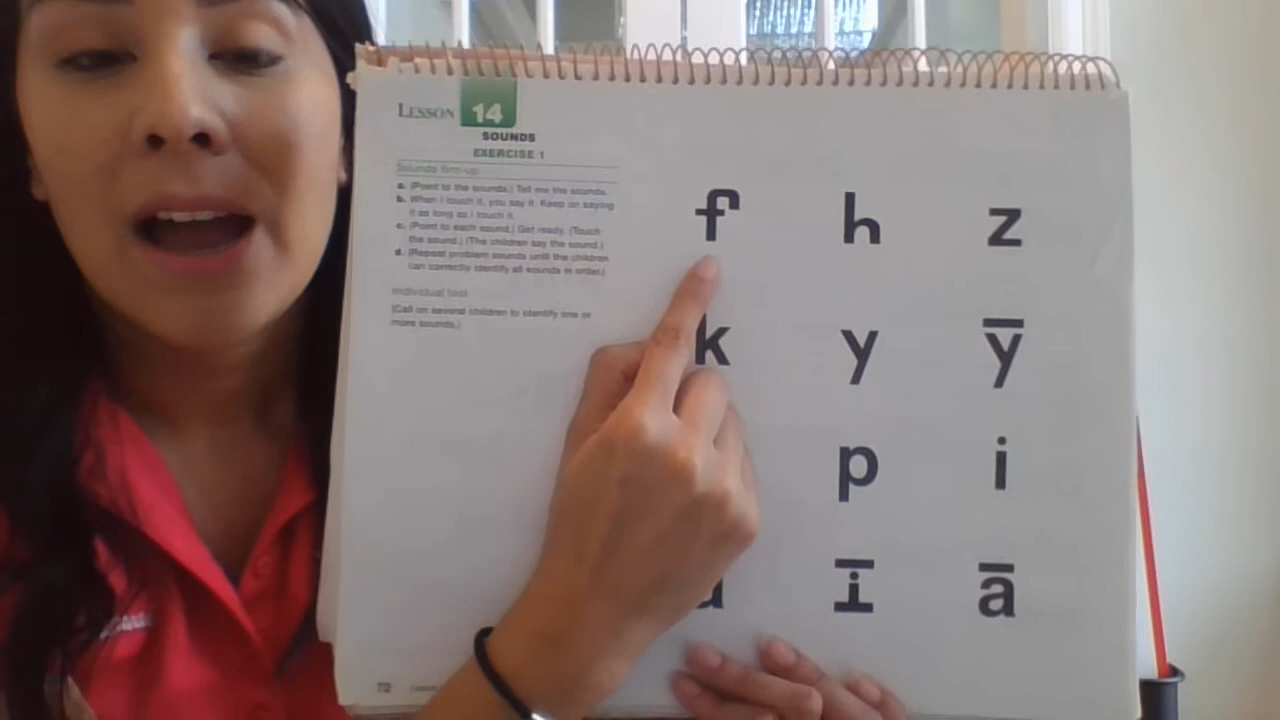 LESSON 14
SOUNDS
EXERCISE 1
Sounds firm-up
a. (Point to the sounds.) Tell me the sounds.
b. When I touch it, you say it. Keep on saying
it as long as I touch it.
c. (Point to each sound.) Get ready. (Touch
the sound.) (The children say the sound.)
d. (Repeat problem sounds until the children
can correctly identify all sounds in order.)
Individual test
(Call on several children to identify one or
more sounds.)
f h z
k y ȳ
p i
ī ā
72 Lesson